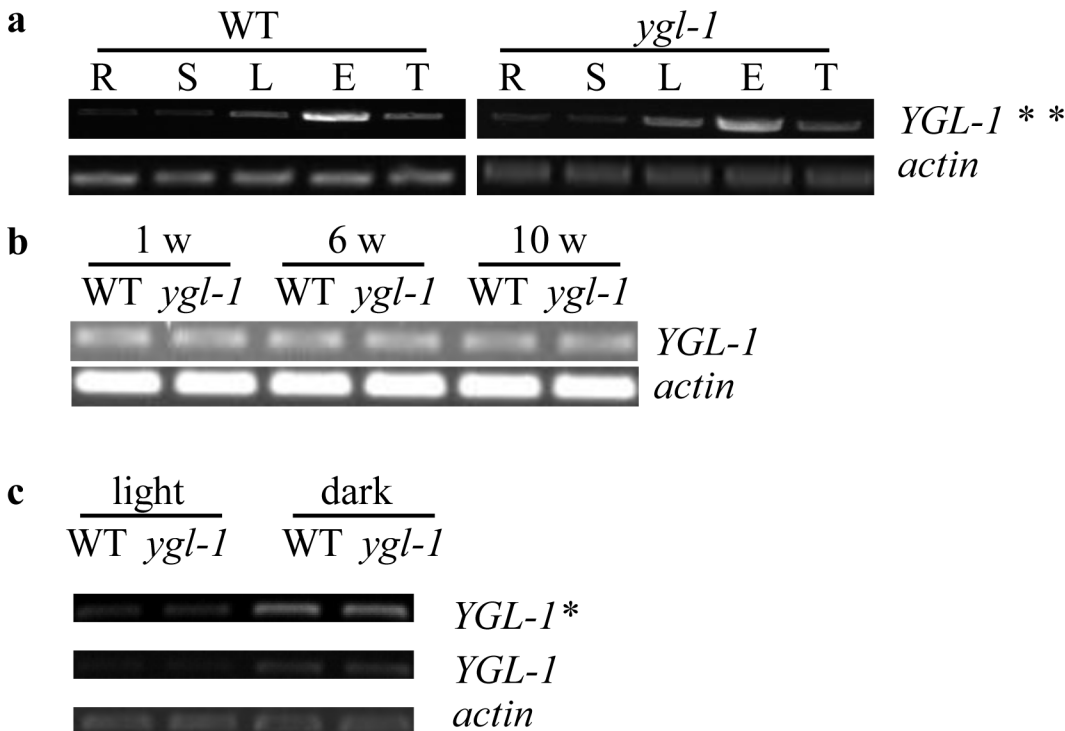 a
WT ygl-1
R S L E T R S L E T
YGL-1 * *
actin
b
1 w 6 w 10 w
WT ygl-1 WT ygl-1 WT ygl-1
YGL-1
actin
c
light dark
WT ygl-1 WT ygl-1
YGL-1*
YGL-1
actin